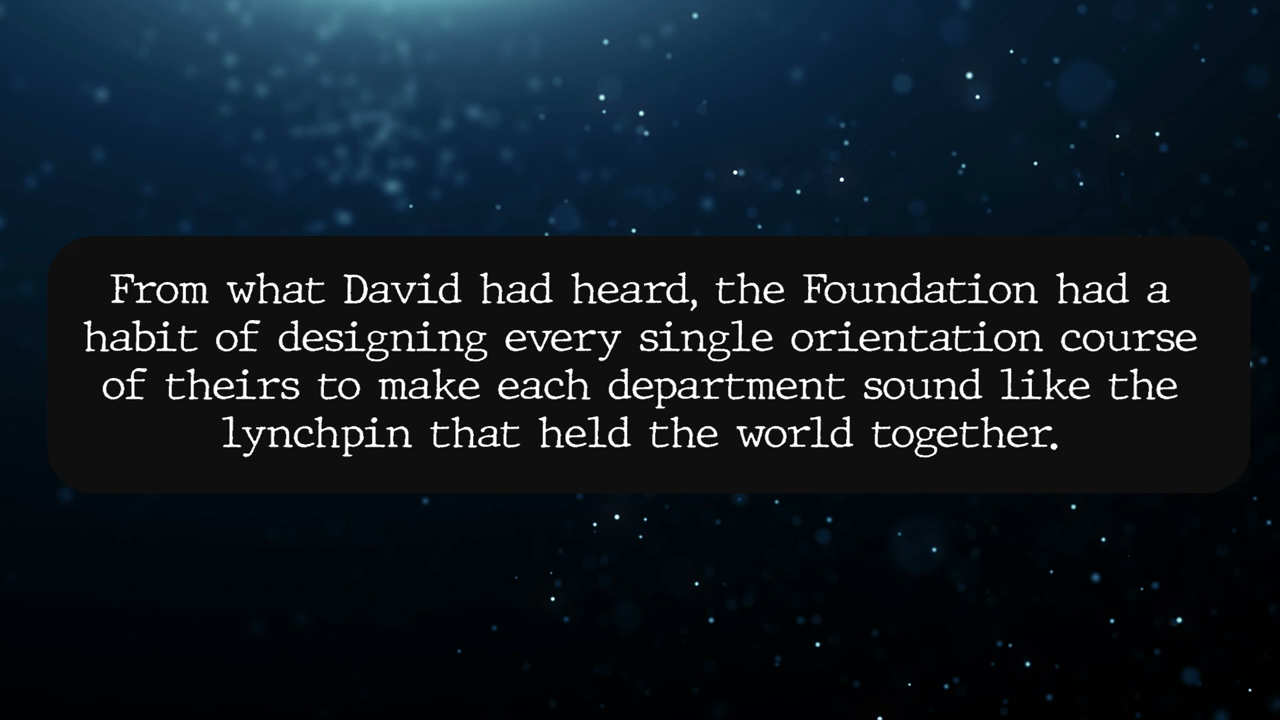 From what David had heard, the Foundation had a
habit of designing every single orientation course
of theirs to make each department sound like the
lynchpin that held the world together.